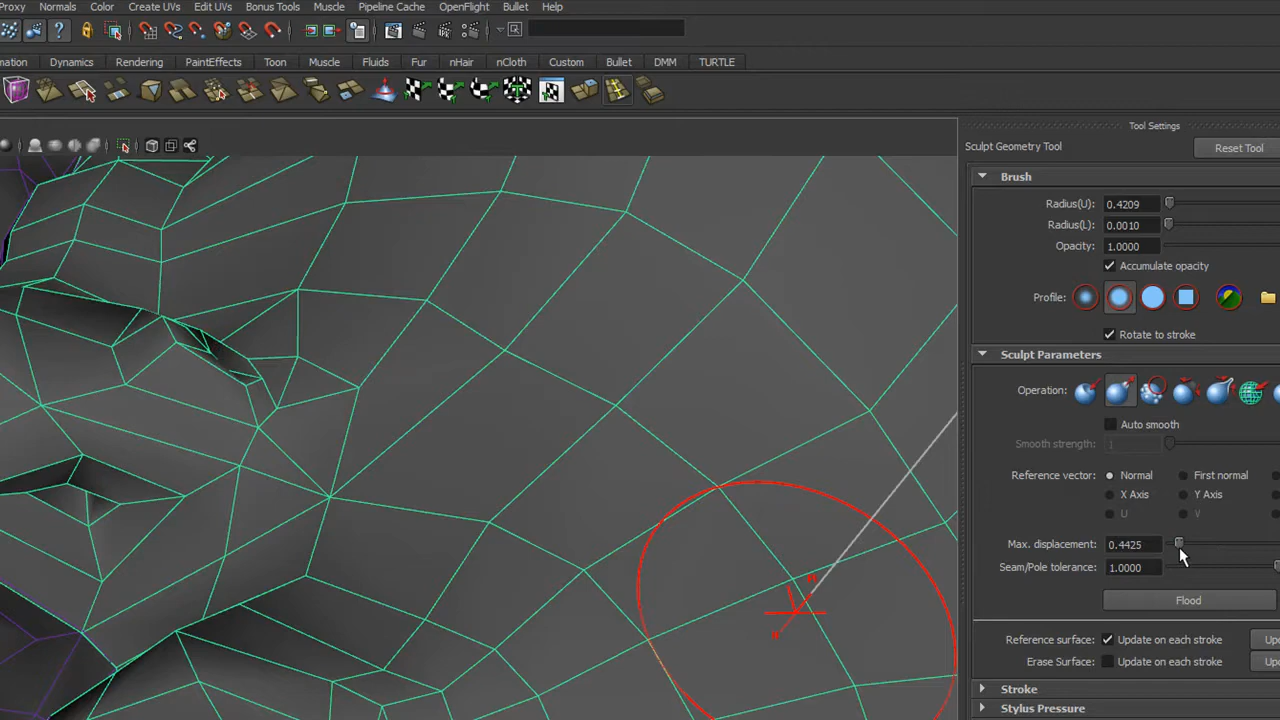 Proxy Normals Color Create UVs Edit UVs Bonus Tools Muscle Pipeline Cache OpenFlight Bullet Help
mation Dynamics Rendering PaintEffects Toon Muscle Fluids Fur nHair nCloth Custom Bullet DMM TURTLE
Tool Settings
Sculpt Geometry Tool Reset Tool
Brush
Radius(U): 0.4209
Radius(L): 0.0010
Opacity: 1.0000
Accumulate opacity
Profile:
Rotate to stroke
Sculpt Parameters
Operation:
Auto smooth
Smooth strength: 1
Reference vector: Normal First normal
X Axis Y Axis
U V
Max. displacement: 0.4425
Seam/Pole tolerance: 1.0000
Flood
Reference surface: Update on each stroke Upd
Erase Surface: Update on each stroke Upd
Stroke
Stylus Pressure